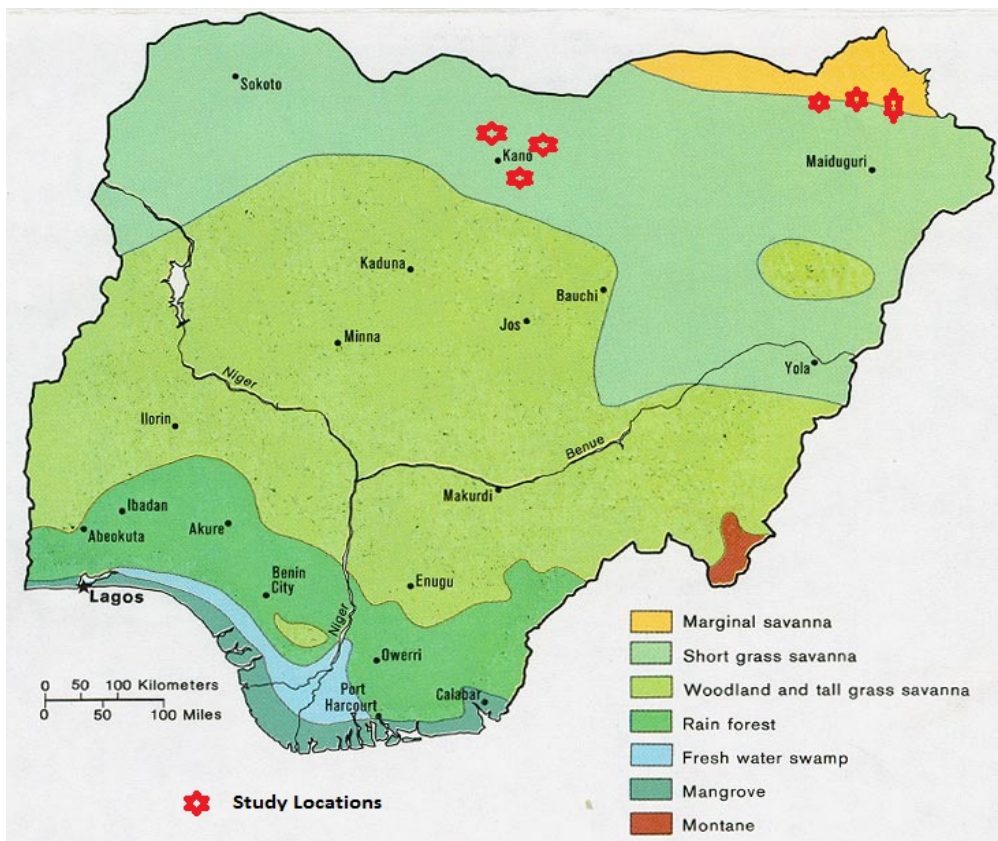 Sokoto
Kano
Maiduguri
Kaduna
Bauchi
Jos
Minna
Yola
Niger
Ilorin
Benue
Makurdi
Ibadan
Abeokuta
Akure
Benin
City
Enugu
Lagos
Niger
Owerri
Port
Harcourt
Calabar
0 50 100 Kilometers
0 50 100 Miles
Marginal savanna
Short grass savanna
Woodland and tall grass savanna
Rain forest
Fresh water swamp
Mangrove
Montane
Study Locations